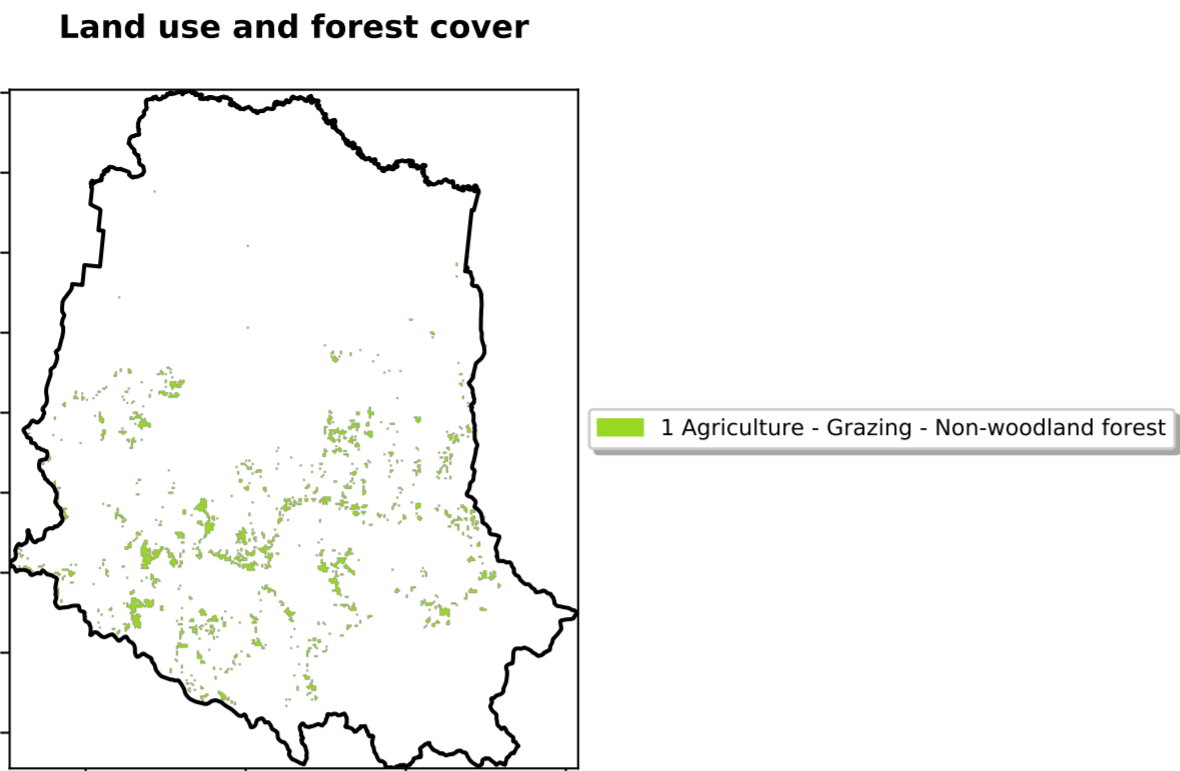 Land use and forest cover
1 Agriculture - Grazing - Non-woodland forest